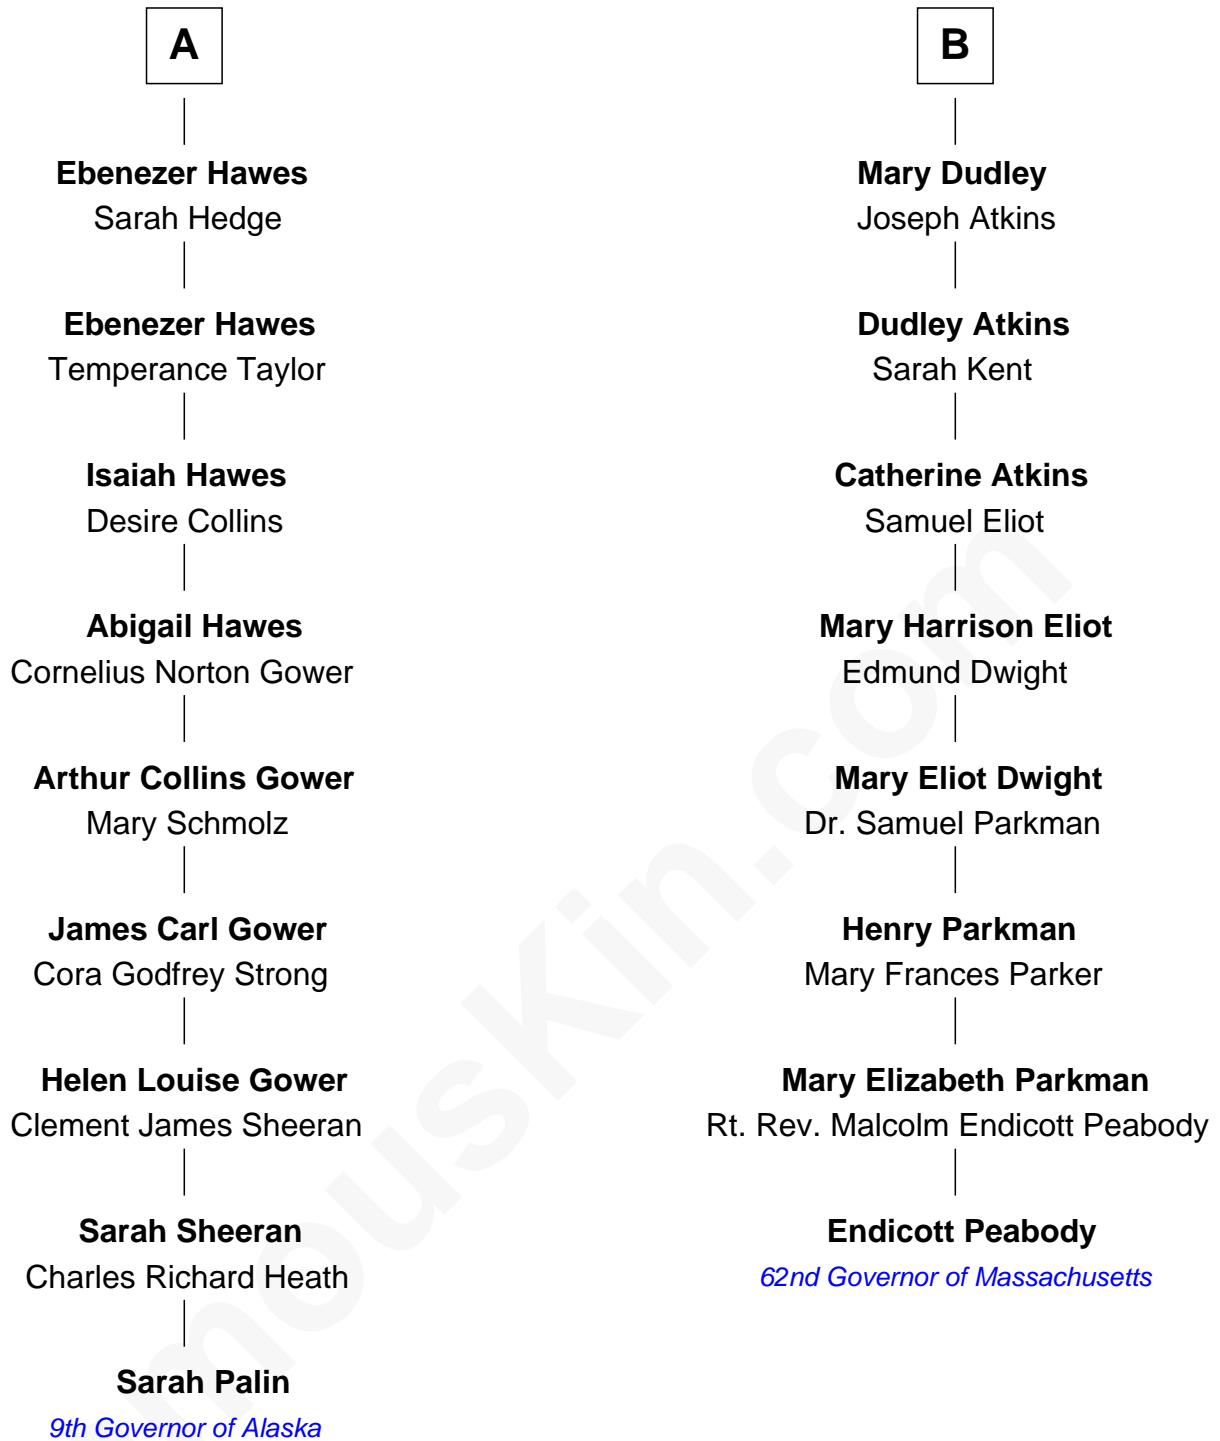 A
Ebenezer Hawes
Sarah Hedge
Ebenezer Hawes
Temperance Taylor
Isaiah Hawes
Desire Collins
Abigail Hawes
Cornelius Norton Gower
Arthur Collins Gower
Mary Schmolz
James Carl Gower
Cora Godfrey Strong
Helen Louise Gower
Clement James Sheeran
Sarah Sheeran
Charles Richard Heath
Sarah Palin
9th Governor of Alaska
B
Mary Dudley
Joseph Atkins
Dudley Atkins
Sarah Kent
Catherine Atkins
Samuel Eliot
Mary Harrison Eliot
Edmund Dwight
Mary Eliot Dwight
Dr. Samuel Parkman
Henry Parkman
Mary Frances Parker
Mary Elizabeth Parkman
Rt. Rev. Malcolm Endicott Peabody
Endicott Peabody
62nd Governor of Massachusetts
mousKin.com